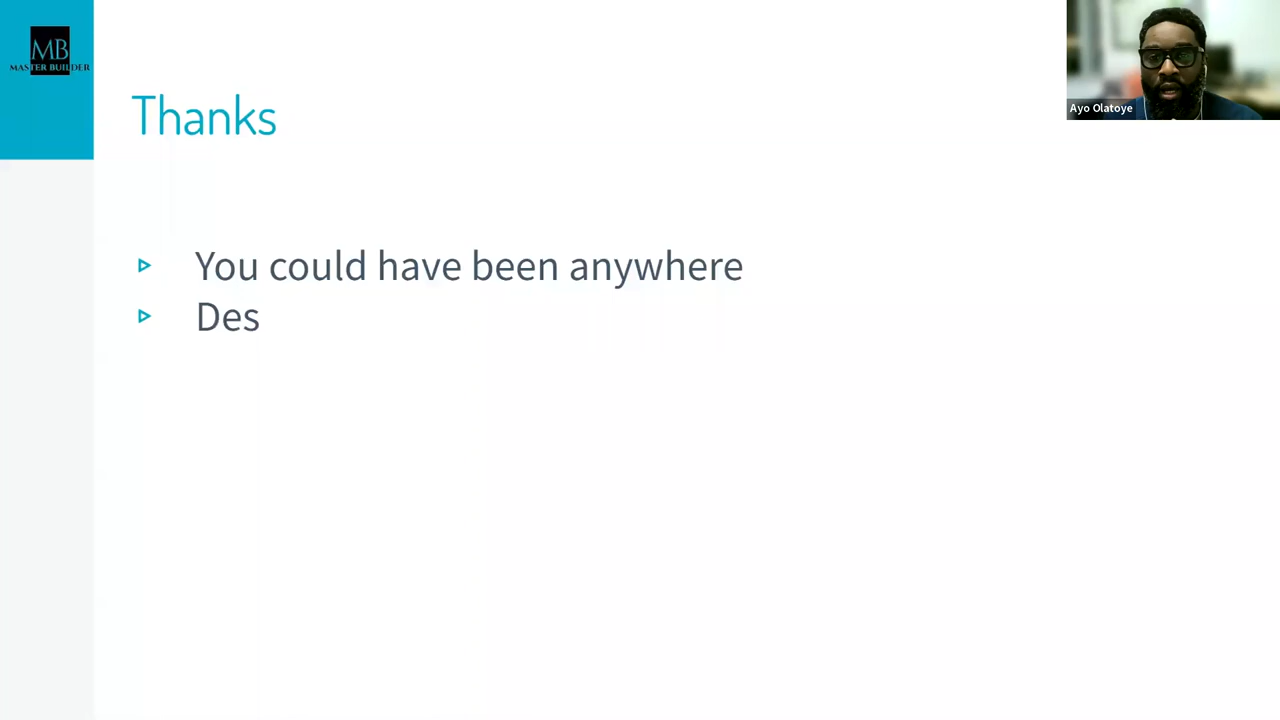 MB
MASTER BUILDER
Ayo Olatoye
Thanks
You could have been anywhere
Des